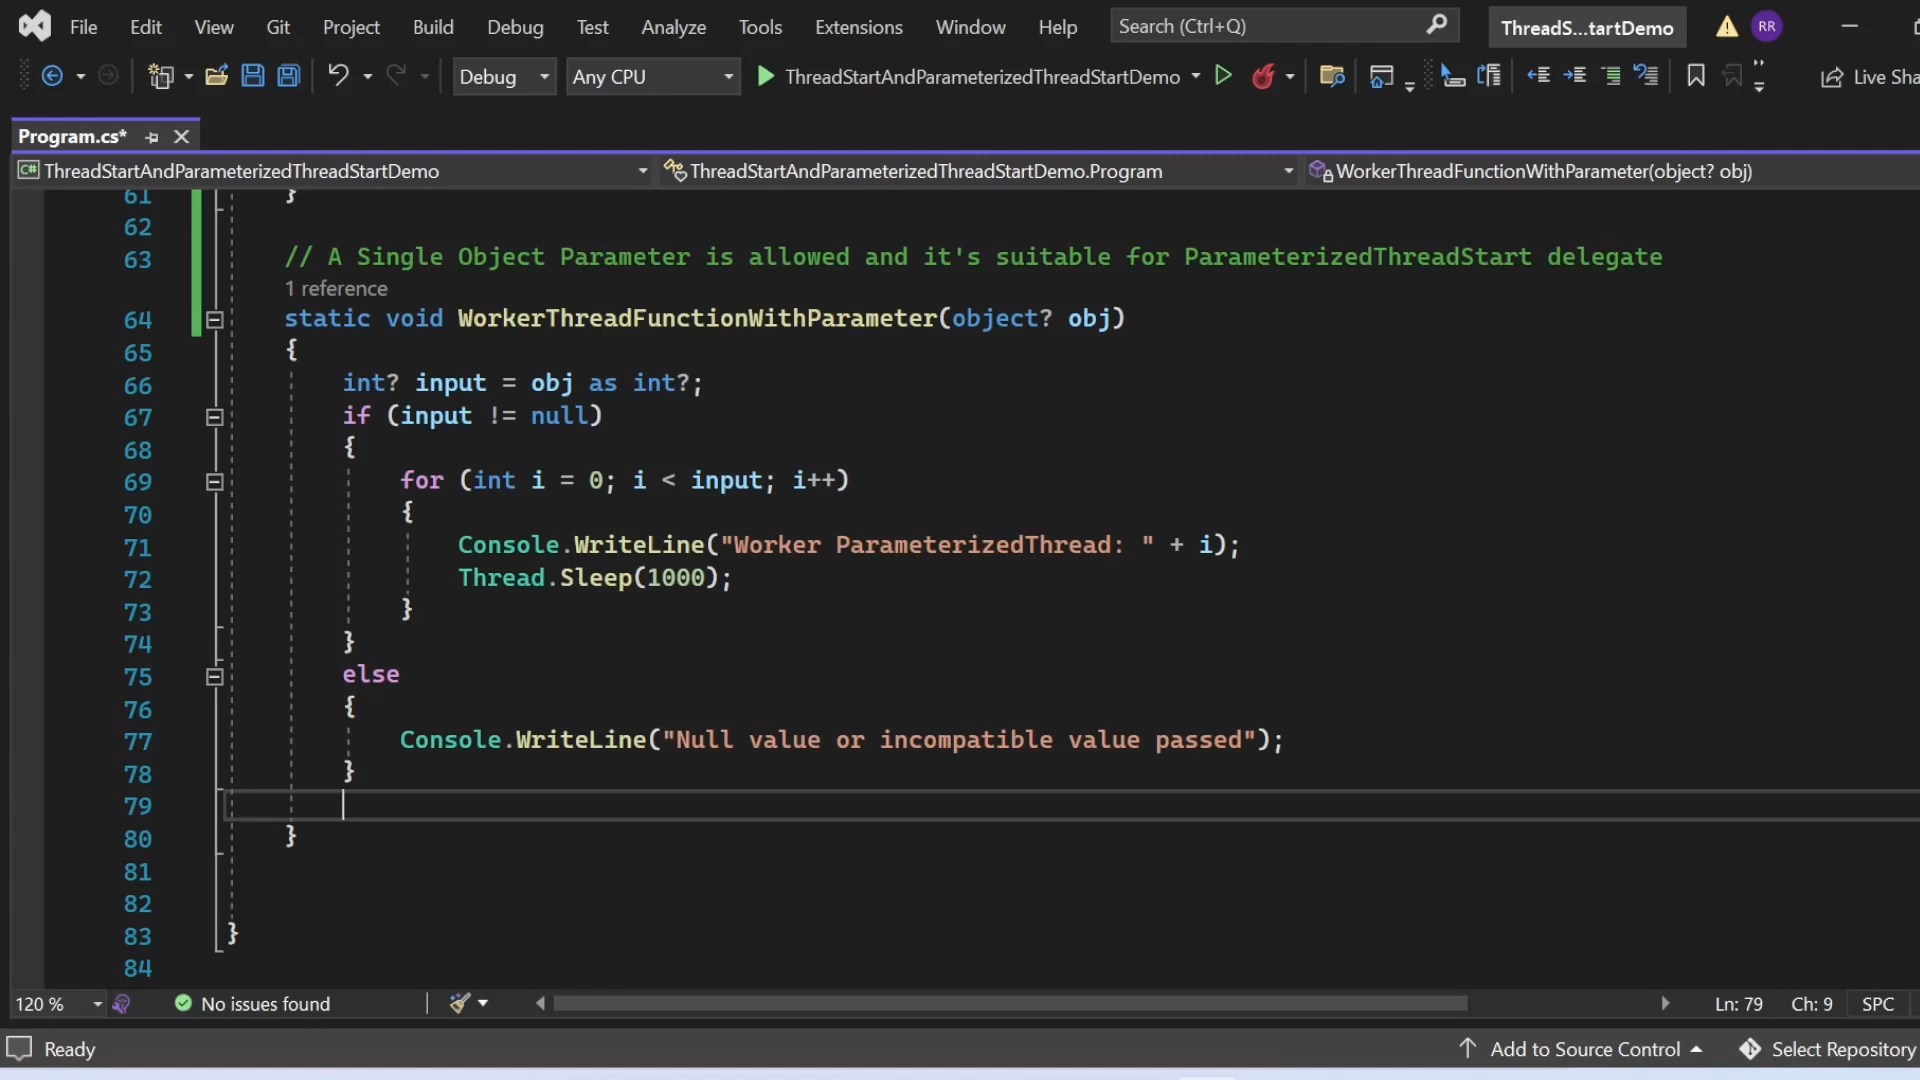 File Edit View Git Project Build Debug Test Analyze Tools Extensions Window Help Search (Ctrl+Q) ThreadS...tartDemo RR
Debug Any CPU ThreadStartAndParameterizedThreadStartDemo Live Sha
Program.cs*
C# ThreadStartAndParameterizedThreadStartDemo ThreadStartAndParameterizedThreadStartDemo.Program WorkerThreadFunctionWithParameter(object? obj)
61 }
62
63 // A Single Object Parameter is allowed and it's suitable for ParameterizedThreadStart delegate
1 reference
64 static void WorkerThreadFunctionWithParameter(object? obj)
65 {
66 int? input = obj as int?;
67 if (input != null)
68 {
69 for (int i = 0; i < input; i++)
70 {
71 Console.WriteLine("Worker ParameterizedThread: " + i);
72 Thread.Sleep(1000);
73 }
74 }
75 else
76 {
77 Console.WriteLine("Null value or incompatible value passed");
78 }
79
80 }
81
82
83 }
84
120 % No issues found Ln: 79 Ch: 9 SPC
Ready Add to Source Control Select Repository